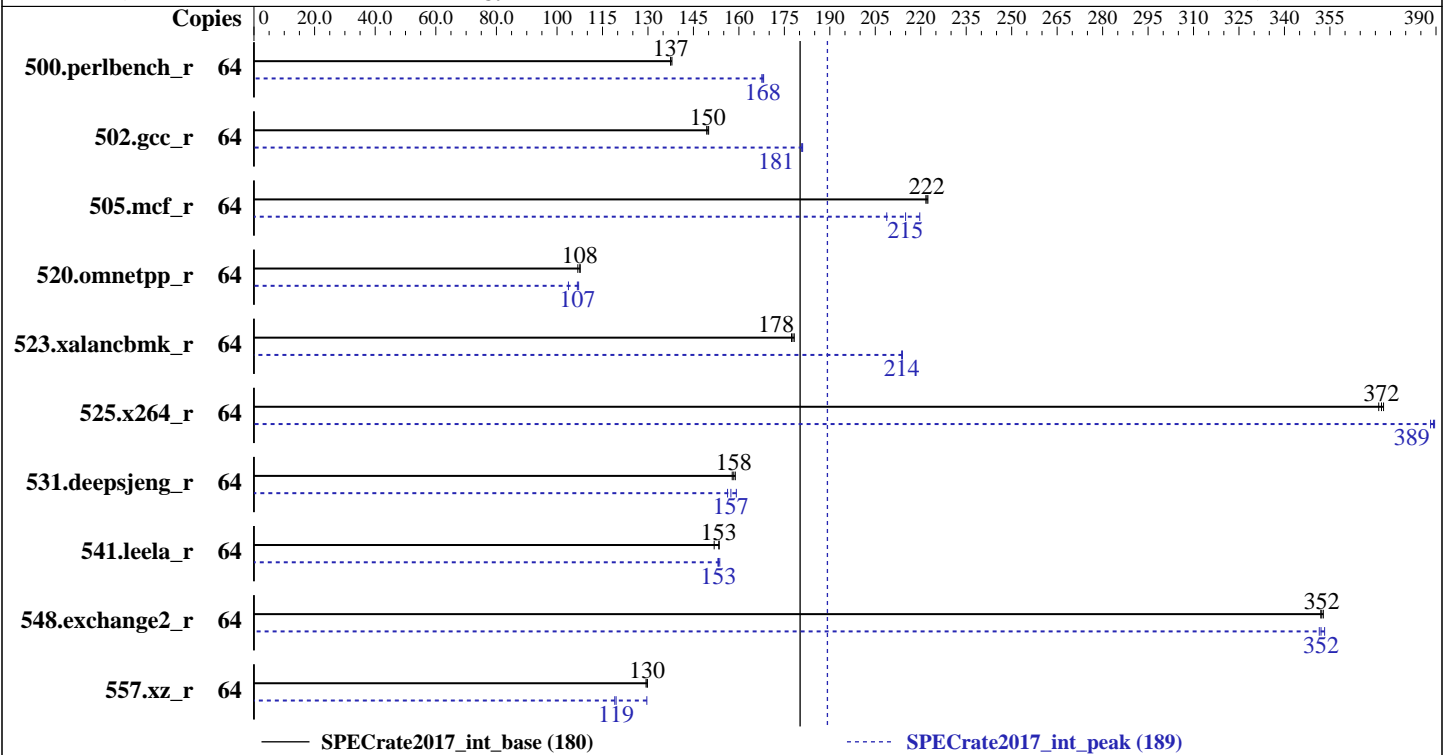 Copies 0 20.0 40.0 60.0 80.0 100 115 130 145 160 175 190 205 220 235 250 265 280 295 310 325 340 355 390
500.perlbench_r 64 137
168
502.gcc_r 64 150
181
505.mcf_r 64 222
215
520.omnetpp_r 64 108
107
523.xalancbmk_r 64 178
214
525.x264_r 64 372
389
531.deepsjeng_r 64 158
157
541.leela_r 64 153
153
548.exchange2_r 64 352
352
557.xz_r 64 130
119
SPECrate2017_int_base (180) SPECrate2017_int_peak (189)